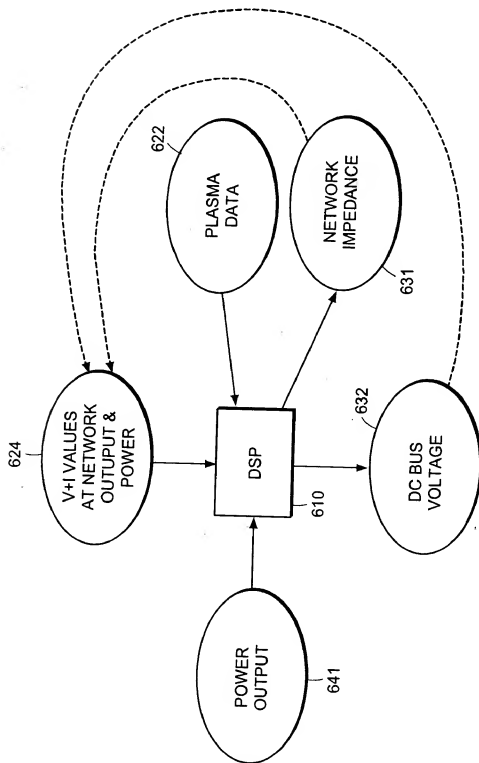 624
V+I VALUES
AT NETWORK
OUTUPUT &
POWER
622
PLASMA
DATA
DSP
610
NETWORK
IMPEDANCE
631
632
DC BUS
VOLTAGE
POWER
OUTPUT
641